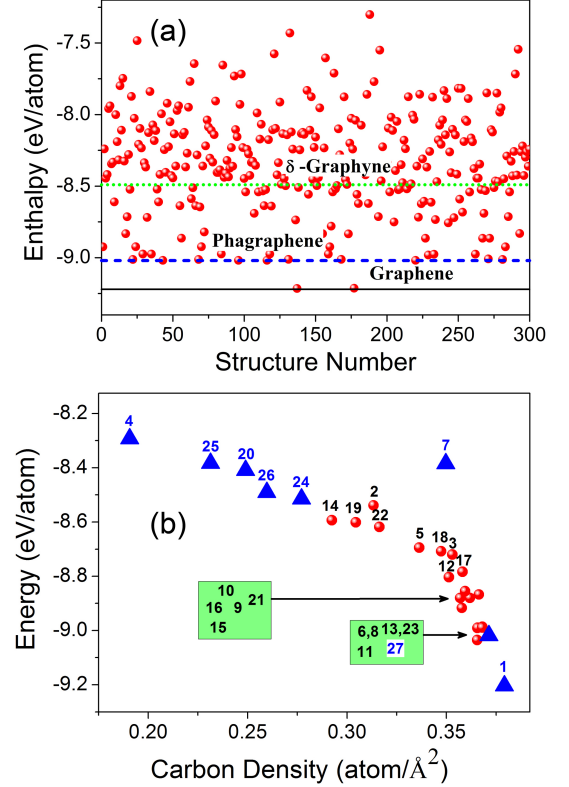 (a)
Enthalpy (eV/atom)
-7.5
-8.0
-8.5
-9.0
δ -Graphyne
Phagraphene
Graphene
0 50 100 150 200 250 300
Structure Number
(b)
Energy (eV/atom)
-8.2
-8.4
-8.6
-8.8
-9.0
-9.2
4
25 20 7
26 24
14 19 2
22
5 18 3
12 17
10
16 9 21
15
6,8 13,23
11 27
1
0.20 0.25 0.30 0.35
Carbon Density (atom/Å²)